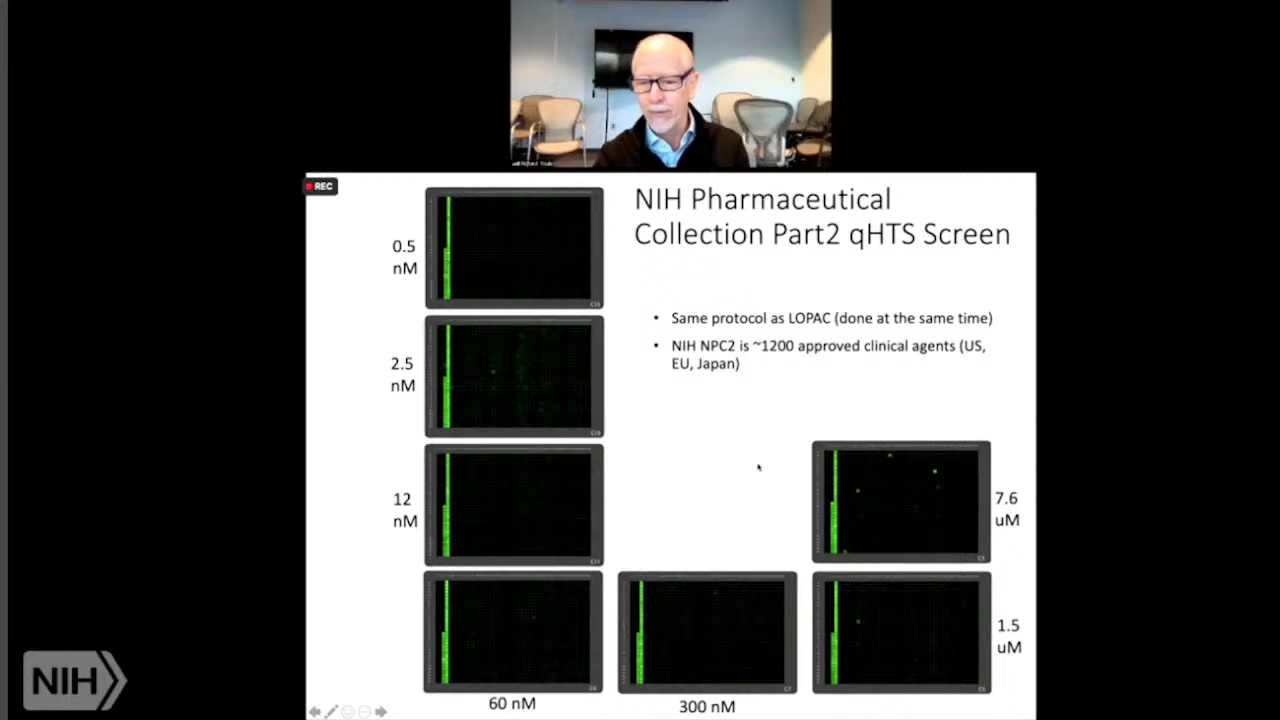 REC
NIH Pharmaceutical
Collection Part2 qHTS Screen
0.5
nM
• Same protocol as LOPAC (done at the same time)
• NIH NPC2 is ~1200 approved clinical agents (US,
EU, Japan)
2.5
nM
12
nM
7.6
uM
1.5
uM
60 nM
300 nM
NIH